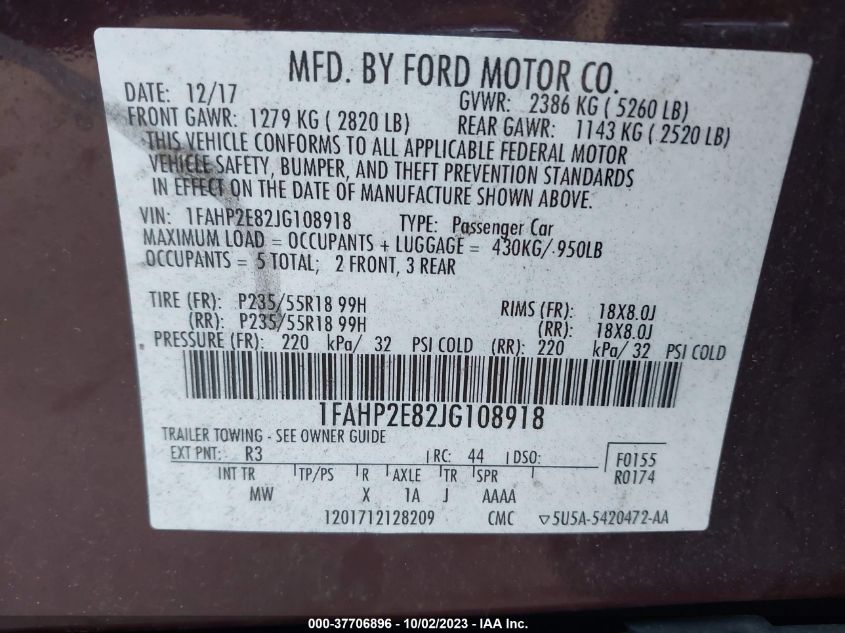 MFD. BY FORD MOTOR CO.
DATE: 12/17 GVWR: 2386 KG ( 5260 LB)
FRONT GAWR: 1279 KG ( 2820 LB) REAR GAWR: 1143 KG ( 2520 LB)
THIS VEHICLE CONFORMS TO ALL APPLICABLE FEDERAL MOTOR
VEHICLE SAFETY, BUMPER, AND THEFT PREVENTION STANDARDS
IN EFFECT ON THE DATE OF MANUFACTURE SHOWN ABOVE.
VIN: 1FAHP2E82JG108918 TYPE: Passenger Car
MAXIMUM LOAD = OCCUPANTS + LUGGAGE = 430KG/ 950LB
OCCUPANTS = 5 TOTAL; 2 FRONT, 3 REAR
TIRE (FR): P235/55R18 99H RIMS (FR): 18X8.0J
(RR): P235/55R18 99H (RR): 18X8.0J
PRESSURE (FR): 220 kPa/ 32 PSI COLD (RR): 220 kPa/ 32 PSI COLD
1FAHP2E82JG108918
TRAILER TOWING - SEE OWNER GUIDE
EXT PNT: R3 RC: 44 DSO: F0155
INT TR TP/PS R AXLE TR SPR R0174
MW X 1A J AAAA
1201712128209 CMC ▽5U5A-5420472-AA
000-37706896 - 10/02/2023 - IAA Inc.